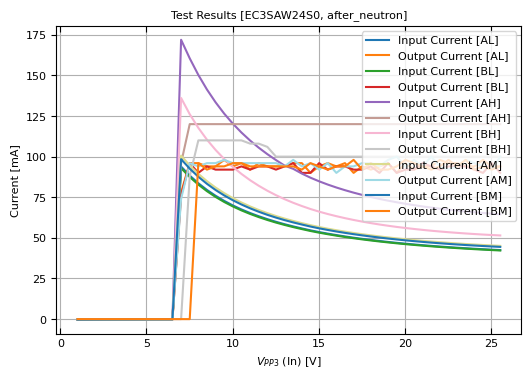 Test Results [EC3SAW24S0, after_neutron]
Current [mA]
175
150
125
100
75
50
25
0
0
5
10
15
20
25
V_PP3 (In) [V]
Input Current [AL]
Output Current [AL]
Input Current [BL]
Output Current [BL]
Input Current [AH]
Output Current [AH]
Input Current [BH]
Output Current [BH]
Input Current [AM]
Output Current [AM]
Input Current [BM]
Output Current [BM]